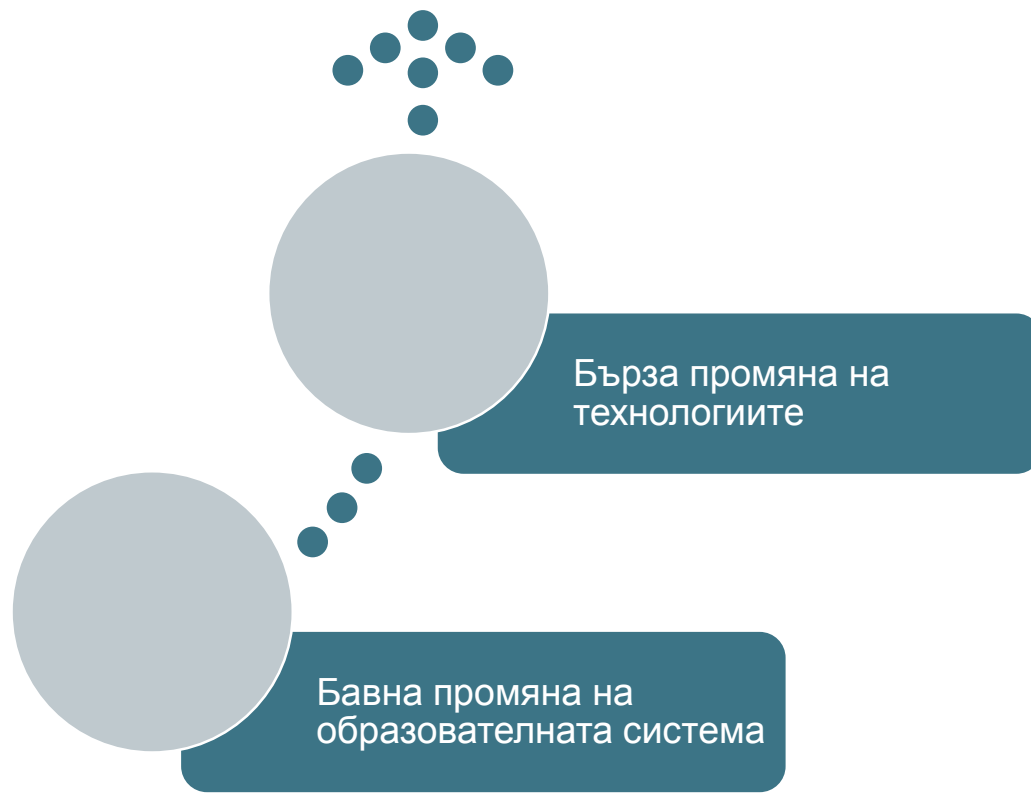 Бърза промяна на
технологиите
Бавна промяна на
образователната система